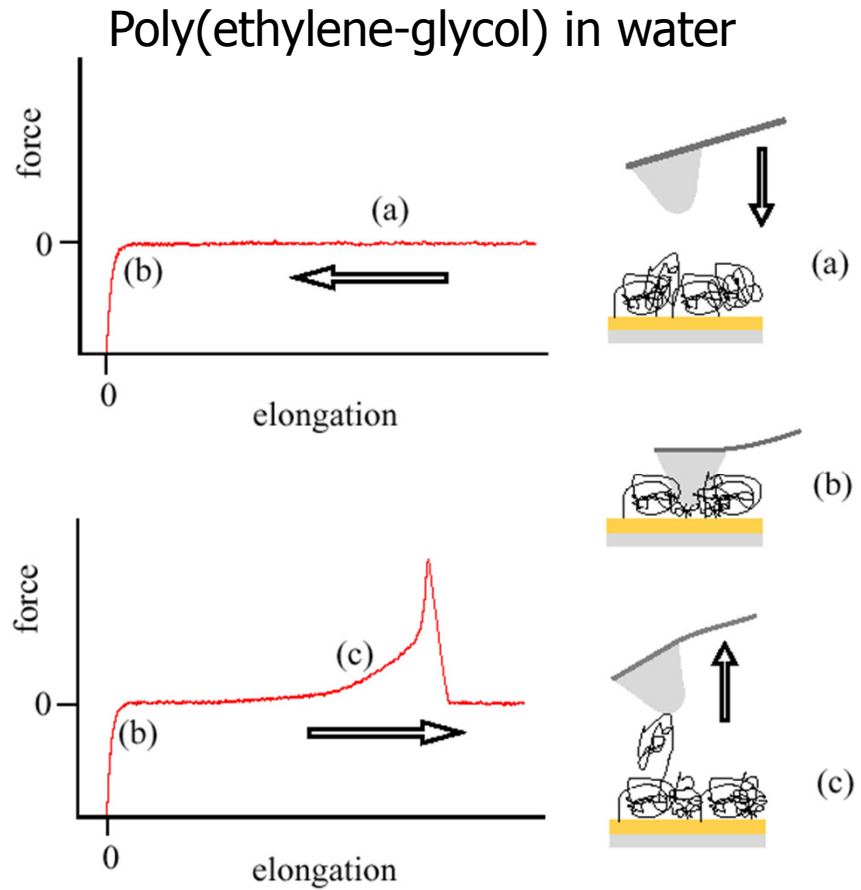 Poly(ethylene-glycol) in water
force
0
(a)
(b)
0
elongation
(a)
(b)
force
0
(c)
(b)
0
elongation
(c)